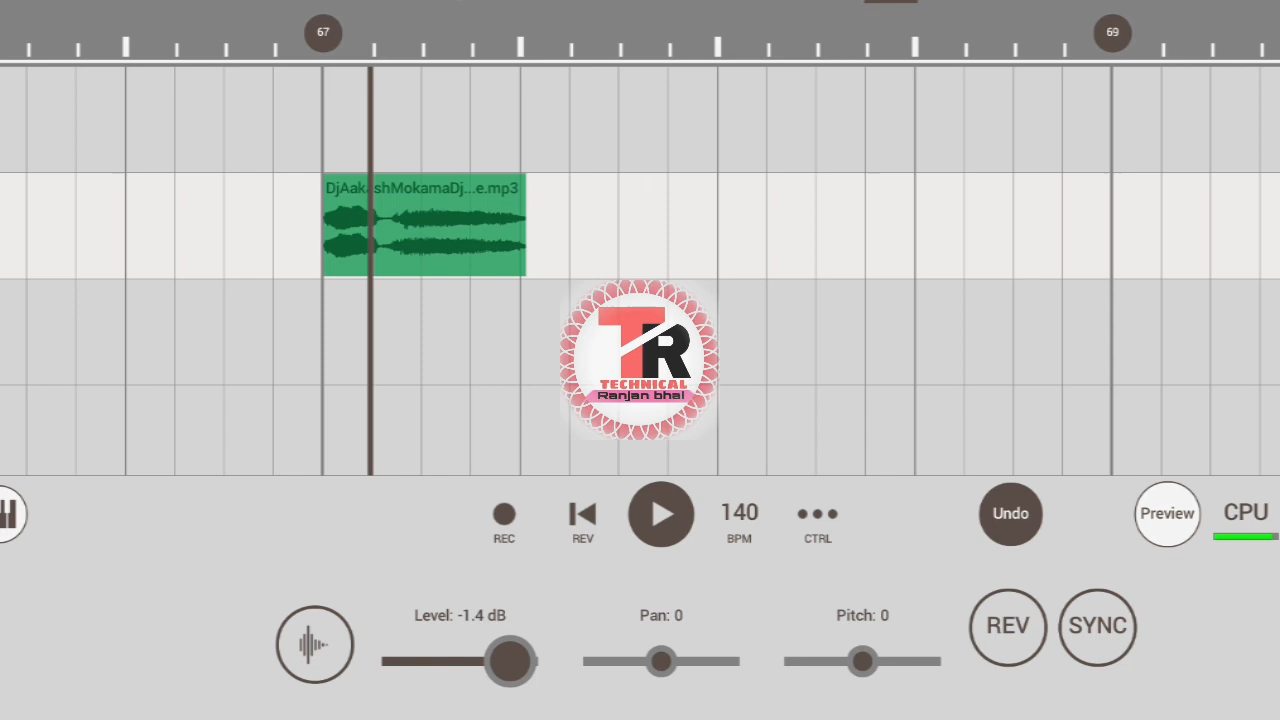 67
69
DjAakashMokamaDj...e.mp3
TR
TECHNICAL
Ranjan bhai
REC
REV
140
BPM
CTRL
Undo
Preview
CPU
Level: -1.4 dB
Pan: 0
Pitch: 0
REV
SYNC